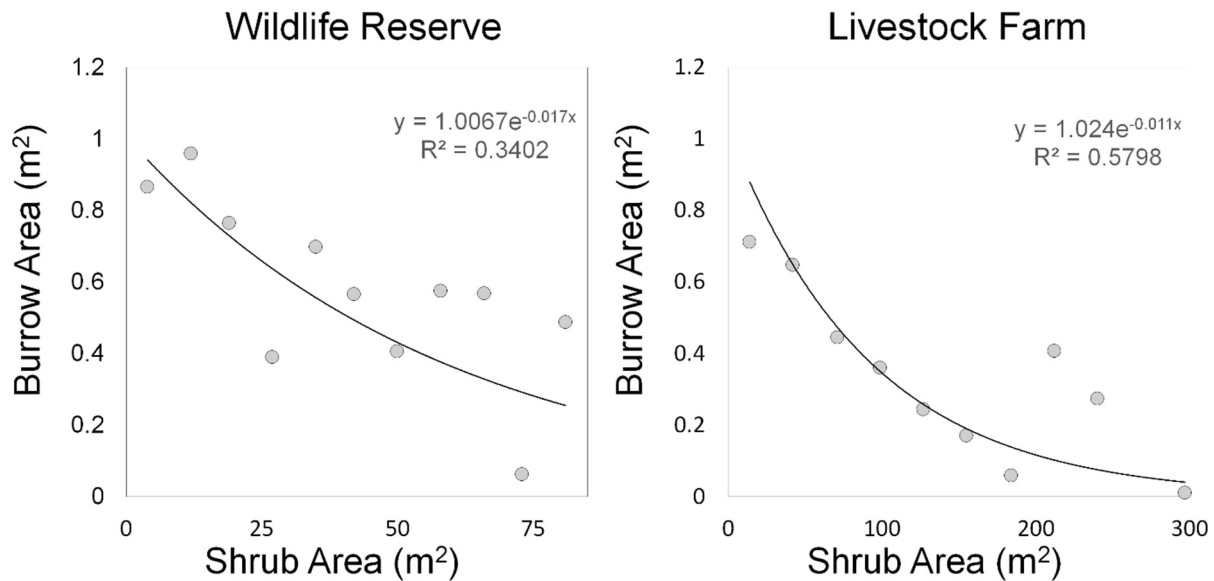 Wildlife Reserve
1.2
1
0.8
0.6
0.4
0.2
0
Burrow Area (m²)
y = 1.0067e^-0.017x
R² = 0.3402
0 25 50 75
Shrub Area (m²)
Livestock Farm
1.2
1
0.8
0.6
0.4
0.2
0
Burrow Area (m²)
y = 1.024e^-0.011x
R² = 0.5798
0 100 200 300
Shrub Area (m²)